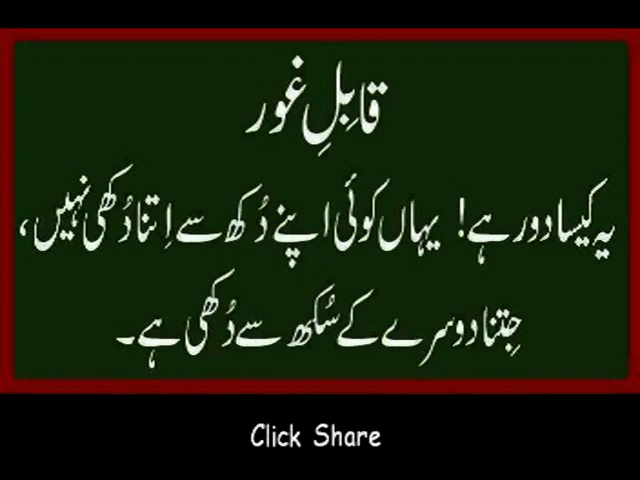 قابلِ غور
یہ کیسا دور ہے! یہاں کوئی اپنے دُکھ سے اِتنا دُکھی نہیں،
جِتنا دوسرے کے سُکھ سے دُکھی ہے۔
Click Share